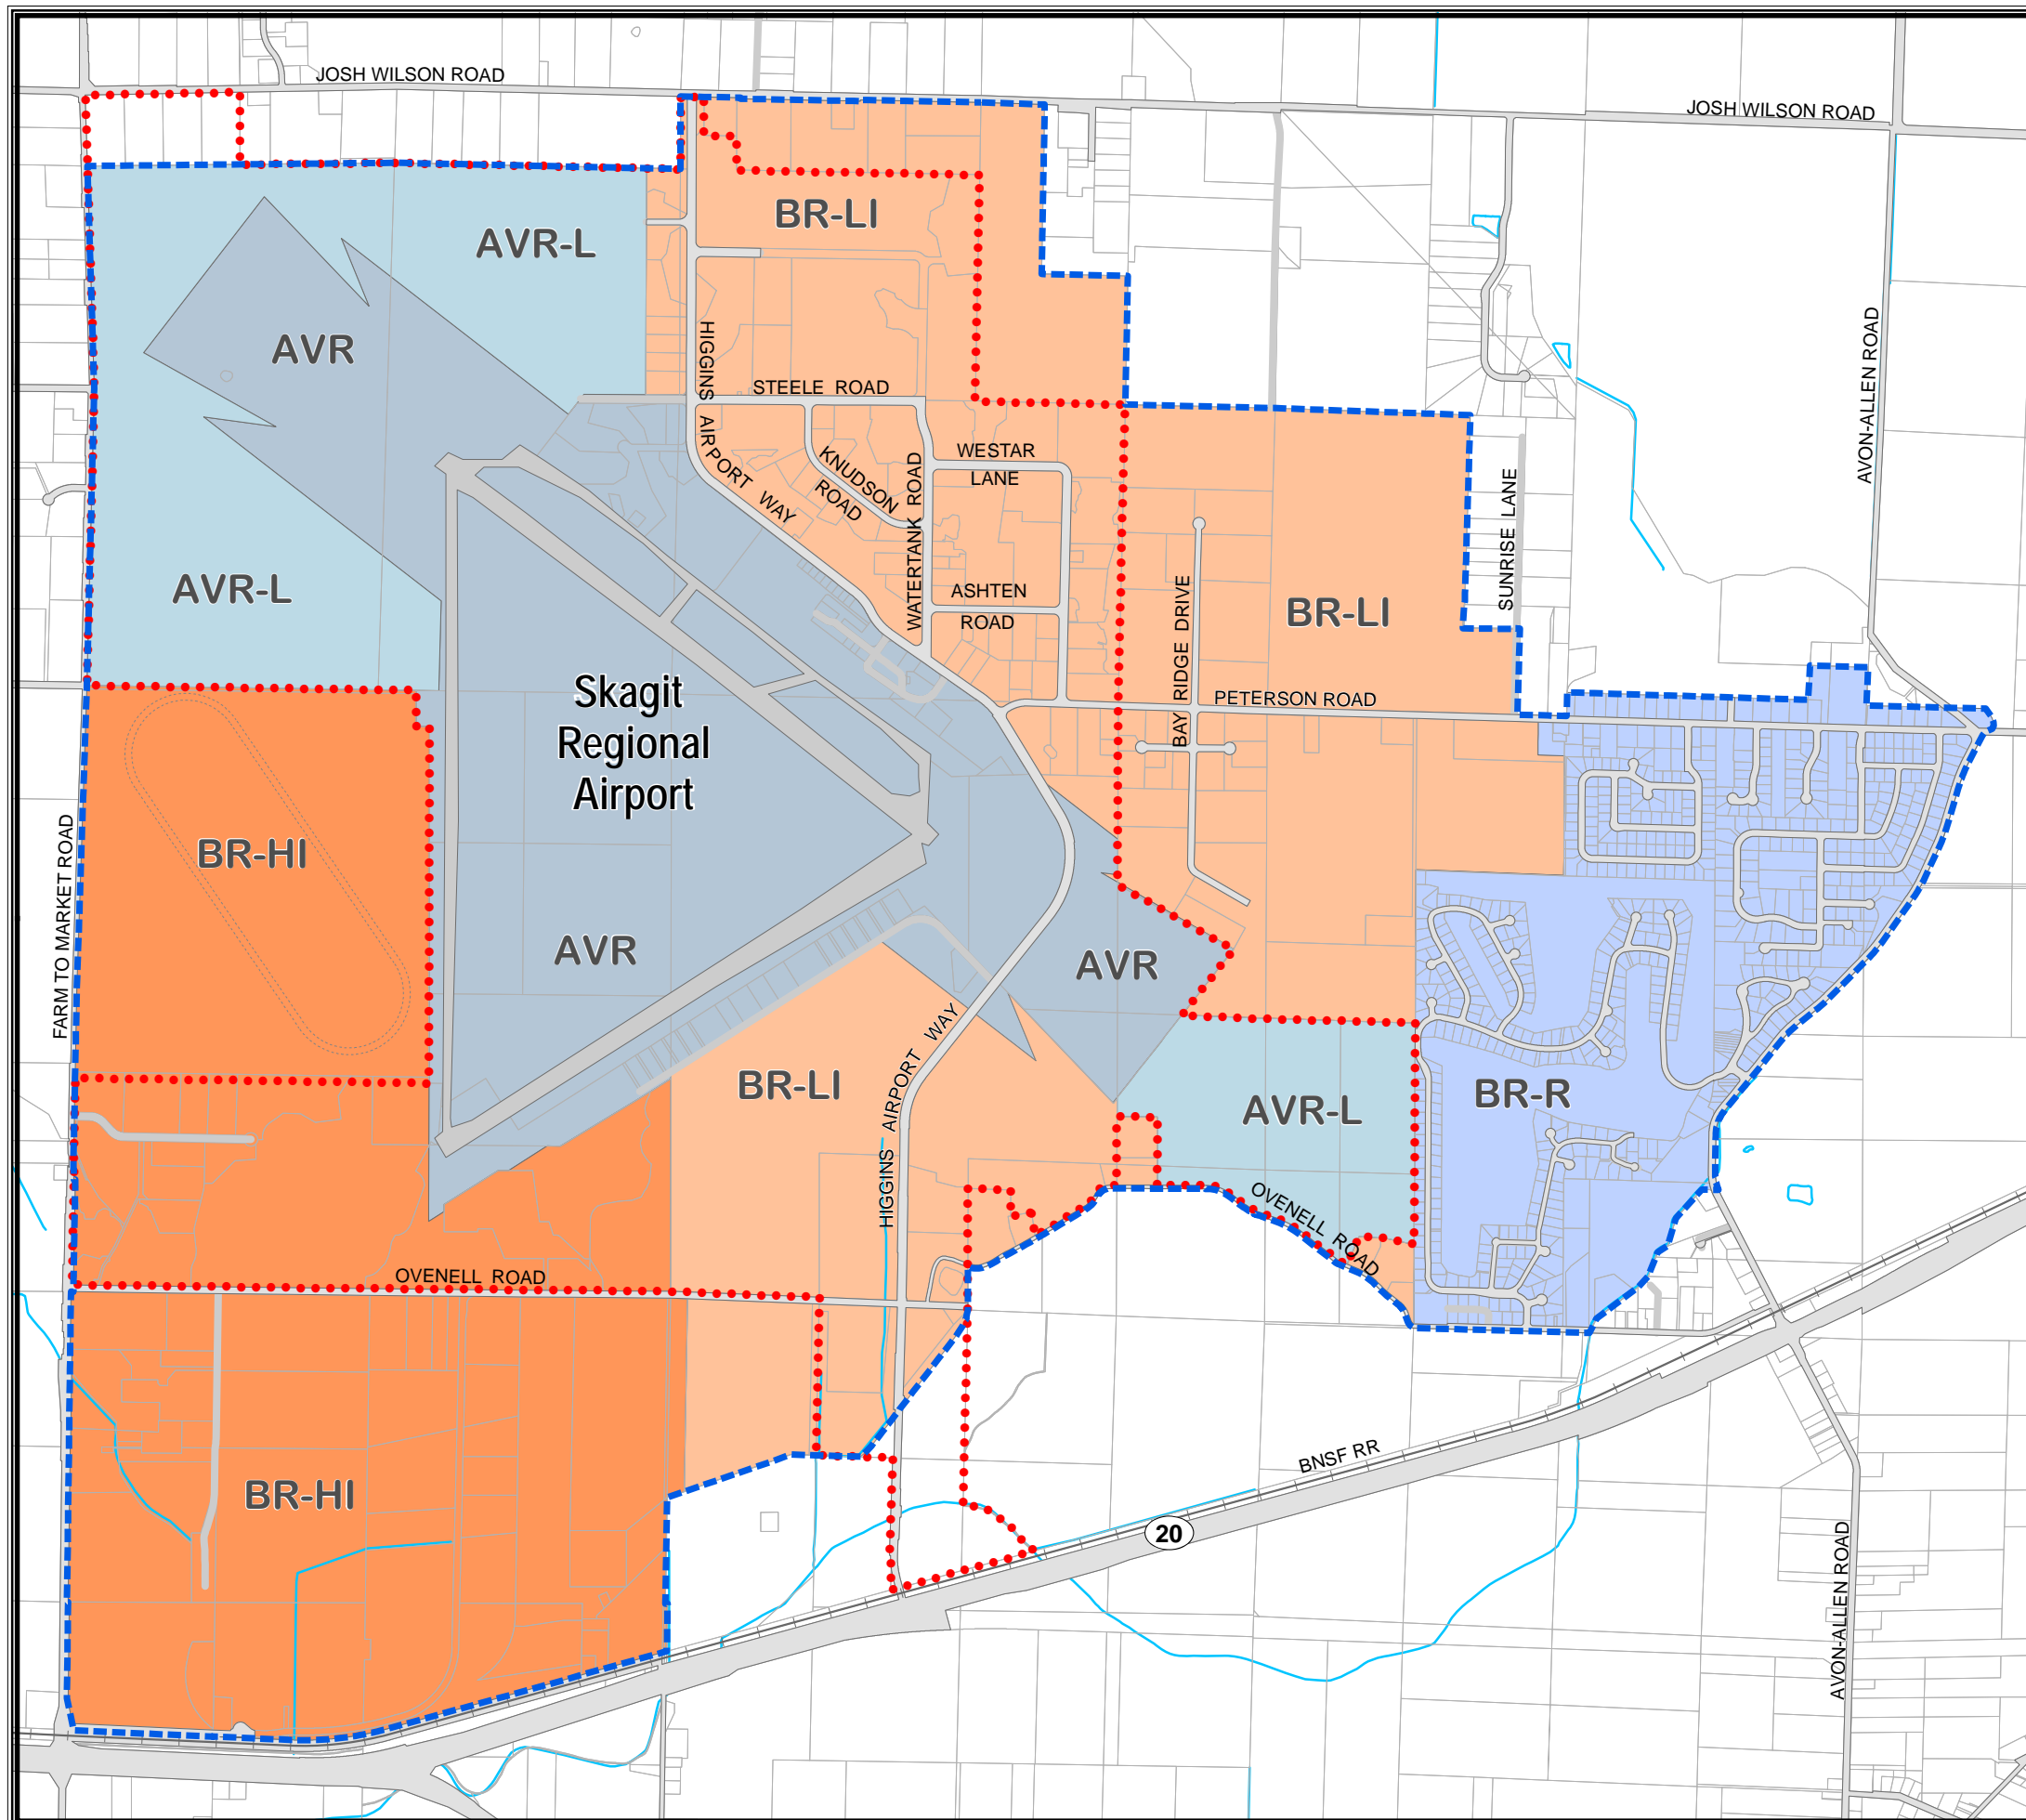 JOSH WILSON ROAD
JOSH WILSON ROAD
BR-LI
AVR-L
AVR
HIGGINS AIRPORT WAY
STEELE ROAD
AVON-ALLEN ROAD
KNUDSON
ROAD
WATERTANK ROAD
WESTAR
LANE
SUNRISE LANE
AVR-L
ASHTEN
ROAD
BAY RIDGE DRIVE
BR-LI
Skagit
Regional
Airport
PETERSON ROAD
FARM TO MARKET ROAD
BR-HI
AVR
AVR
HIGGINS AIRPORT WAY
BR-LI
AVR-L
BR-R
OVENELL ROAD
OVENELL ROAD
BR-HI
BNSF RR
20
AVON-ALLEN ROAD